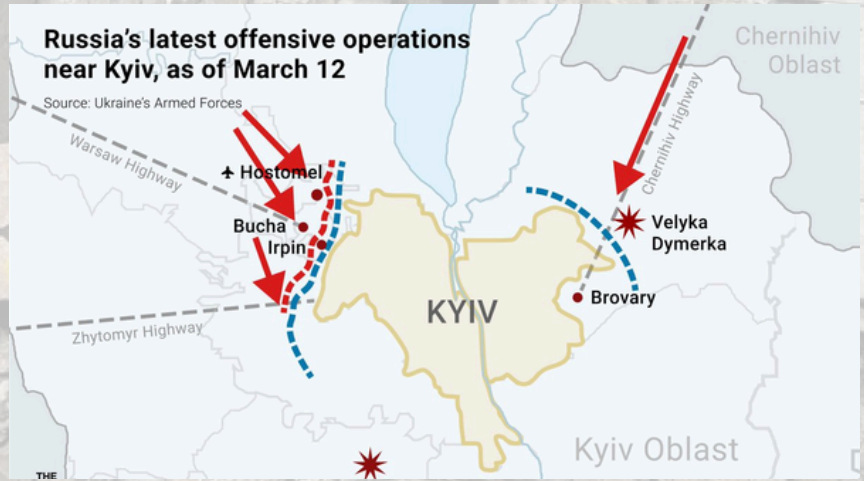 Russia's latest offensive operations
near Kyiv, as of March 12
Source: Ukraine's Armed Forces
Chernihiv
Oblast
Warsaw Highway
Chernihiv Highway
Hostomel
Bucha
Irpin
Velyka
Dymerka
Brovary
KYIV
Zhytomyr Highway
Kyiv Oblast
THE